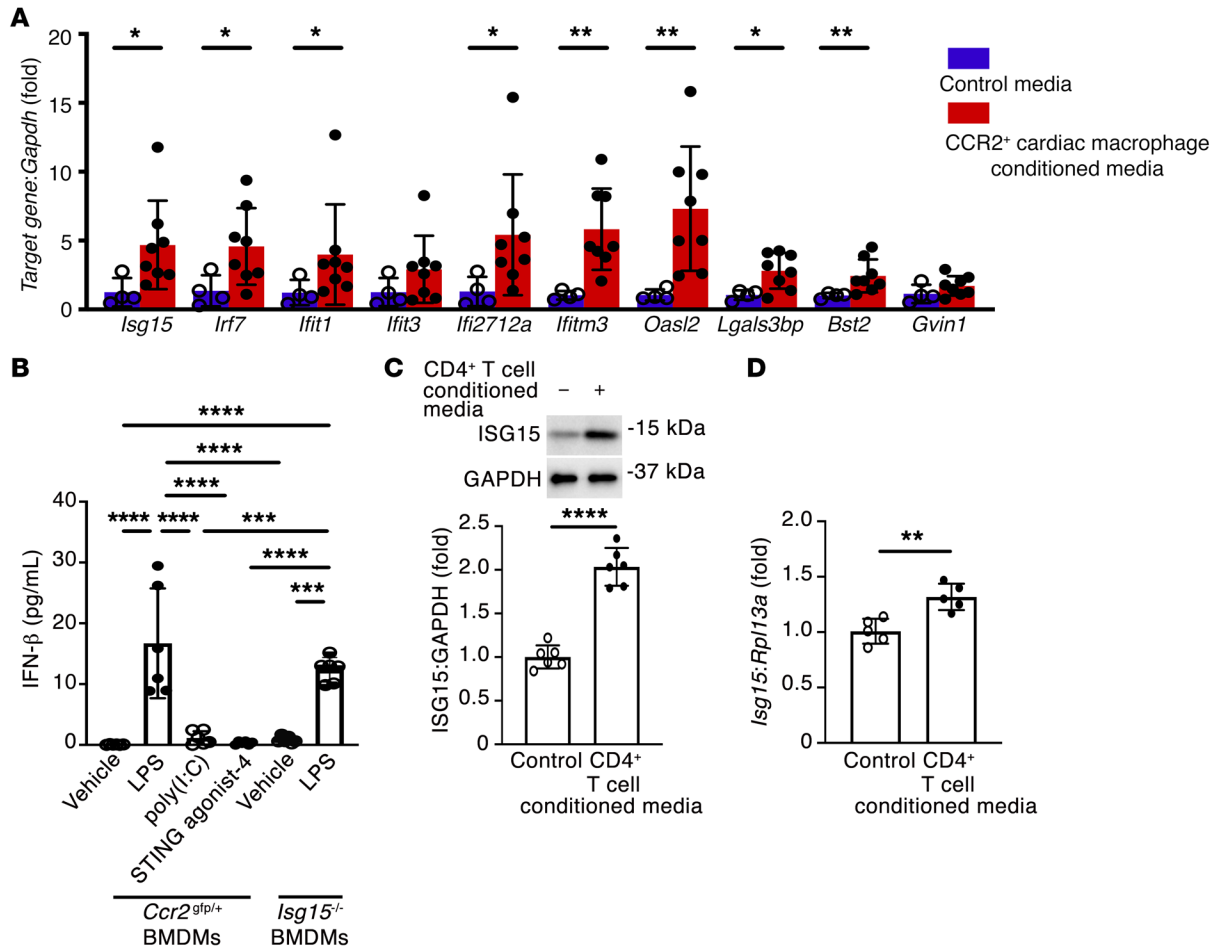 A
20
15
10
5
0
Target gene:Gapdh (fold)
* * * * ** ** * **
Isg15 Irf7 Ifit1 Ifit3 Ifi2712a Ifitm3 Oasl2 Lgals3bp Bst2 Gvin1
Control media
CCR2⁺ cardiac macrophage
conditioned media
B
****
****
****
**** **** ***
****
***
40
30
20
10
0
IFN-β (pg/mL)
Vehicle
LPS
poly(I:C)
STING agonist-4
Vehicle
LPS
Ccr2 gfp/+
BMDMs
Isg15 -/-
BMDMs
C
CD4⁺ T cell
conditioned
media
– +
ISG15 -15 kDa
GAPDH -37 kDa
****
2.5
2.0
1.5
1.0
0.5
0
ISG15:GAPDH (fold)
Control CD4⁺
T cell
conditioned media
D
**
2.0
1.5
1.0
0.5
0
Isg15:Rpl13a (fold)
Control CD4⁺
T cell
conditioned media